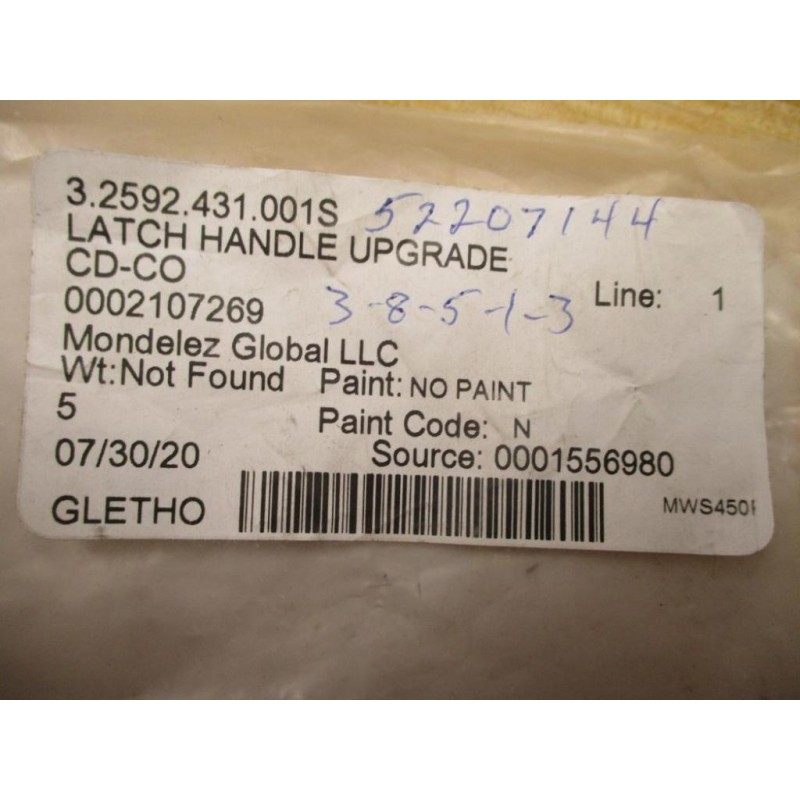 3.2592.431.001S 52207144
LATCH HANDLE UPGRADE
CD-CO
0002107269 3-8-5-1-3 Line: 1
Mondelez Global LLC
Wt:Not Found Paint: NO PAINT
5 Paint Code: N
07/30/20 Source: 0001556980
GLETHO MWS450